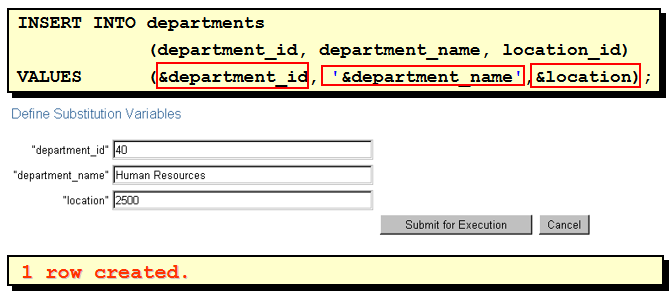 INSERT INTO departments
(department_id, department_name, location_id)
VALUES (&department_id, '&department_name',&location);
Define Substitution Variables
"department_id" 40
"department_name" Human Resources
"location" 2500
Submit for Execution Cancel
1 row created.